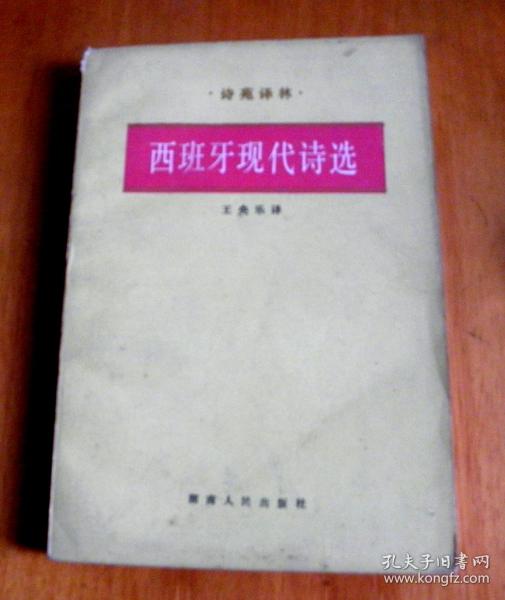 ·诗苑译林·
西班牙现代诗选
王央乐译
湖南人民出版社
孔夫子旧书网
www.kongfz.com